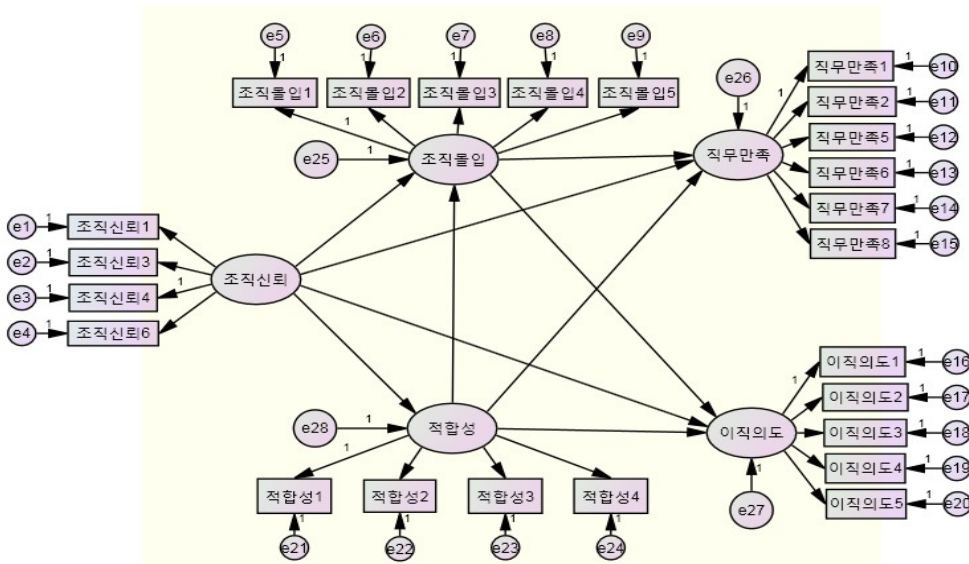 e5 e6 e7 e8 e9
1 1 1 1 1
조직몰입1 조직몰입2 조직몰입3 조직몰입4 조직몰입5
1
e25 1 조직몰입
e26
1
직무만족
1
직무만족1 1 e10
직무만족2 1 e11
직무만족5 1 e12
직무만족6 1 e13
직무만족7 1 e14
직무만족8 1 e15
e1 1 조직신뢰1
e2 1 조직신뢰3
e3 1 조직신뢰4 1
e4 1 조직신뢰6
조직신뢰
e28 1 적합성
1
적합성1 적합성2 적합성3 적합성4
1 1 1 1
e21 e22 e23 e24
이직의도
1
e27
1
이직의도1 1 e16
이직의도2 1 e17
이직의도3 1 e18
이직의도4 1 e19
이직의도5 1 e20